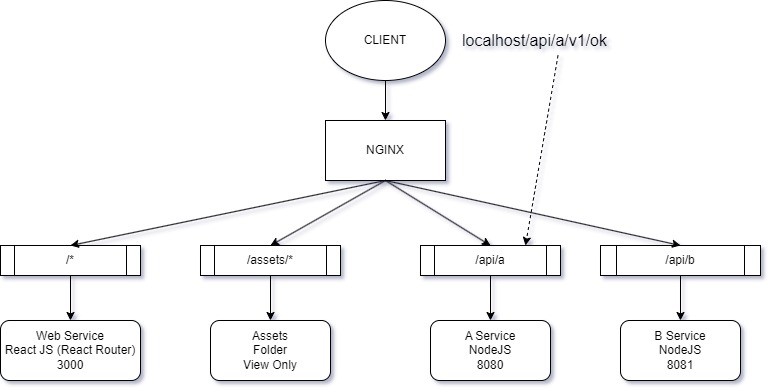 CLIENT
localhost/api/a/v1/ok
NGINX
/*
/assets/*
/api/a
/api/b
Web Service
React JS (React Router)
3000
Assets
Folder
View Only
A Service
NodeJS
8080
B Service
NodeJS
8081